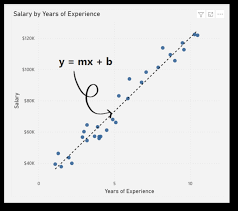 Salary by Years of Experience
$120K
y = mx + b
$100K
Salary
$80K
$60K
$40K
0
5
10
Years of Experience